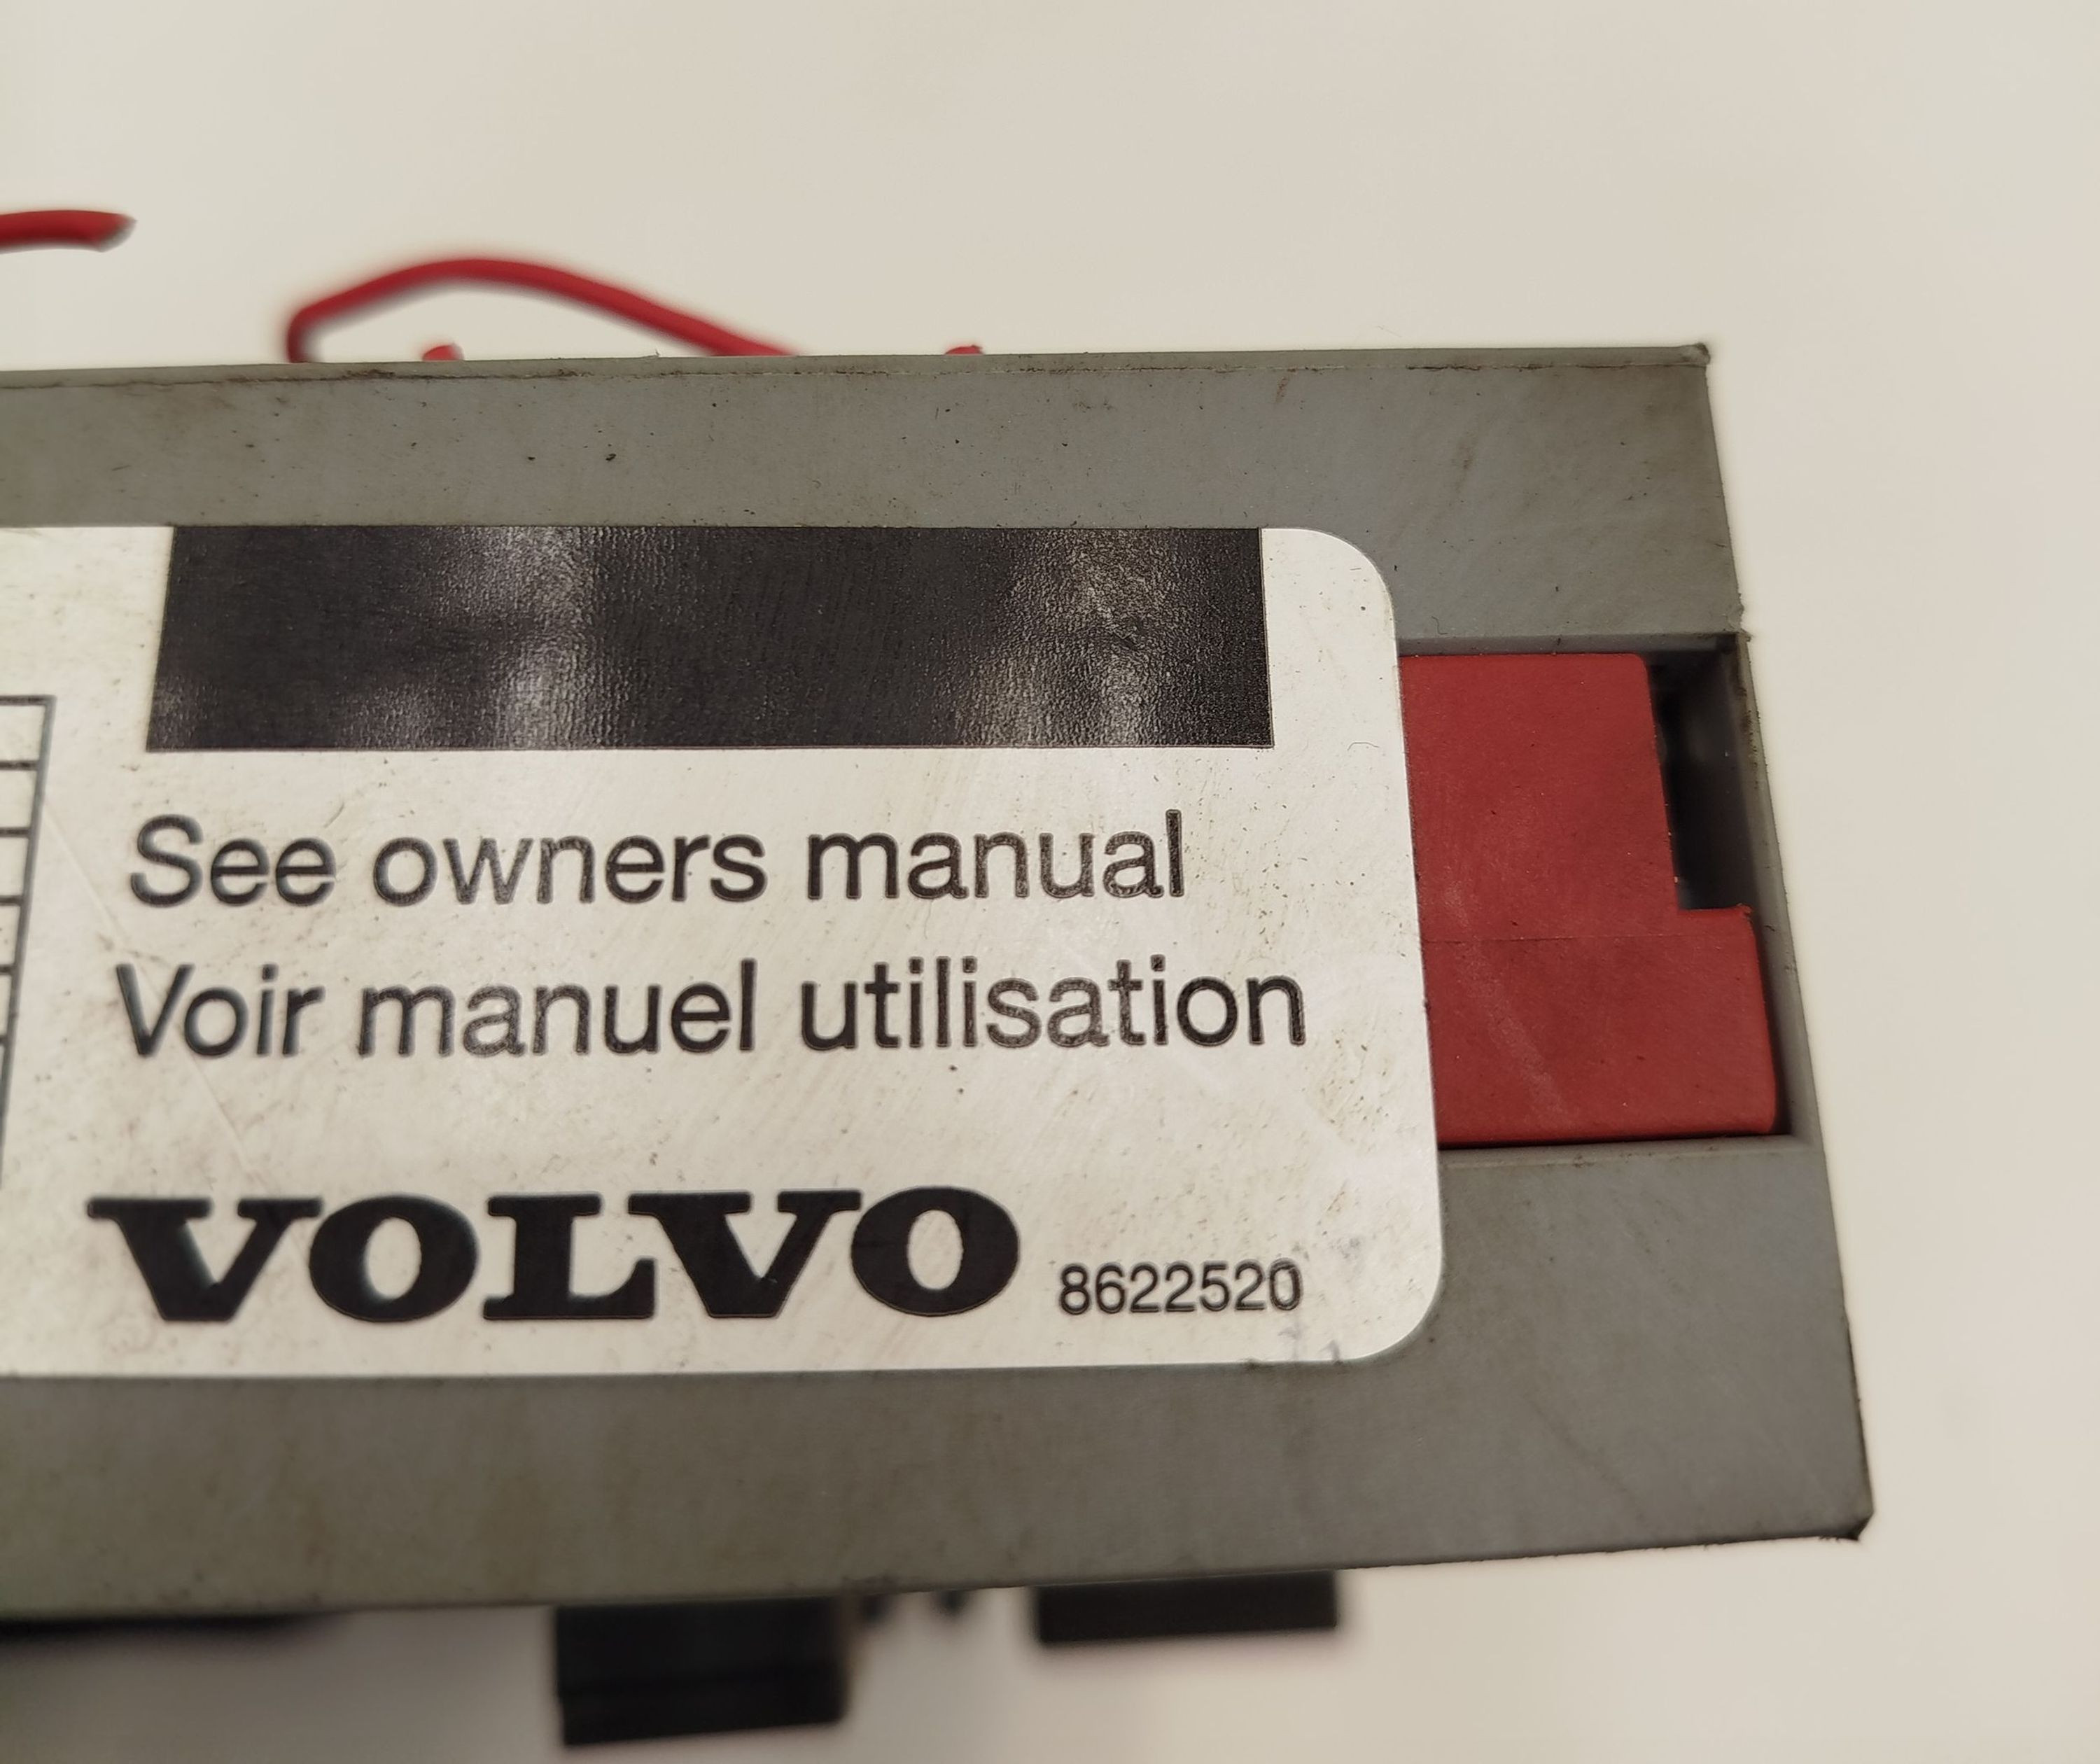 See owners manual
Voir manuel utilisation
VOLVO 8622520